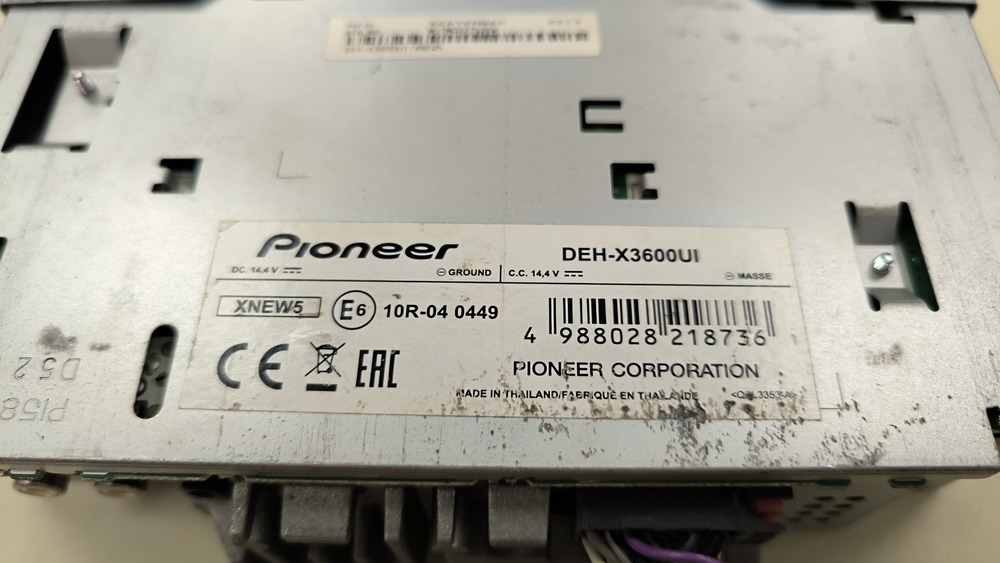 Pioneer
DEH-X3600UI
DC. 14,4 V
⊖ GROUND
C.C. 14,4 V
⊖ MASSE
XNEW5
E6
10R-04 0449
4 988028 218736
CE
EAC
PIONEER CORPORATION
MADE IN THAILAND/FABRIQUÉ EN THAÏLANDE
D52
PI58